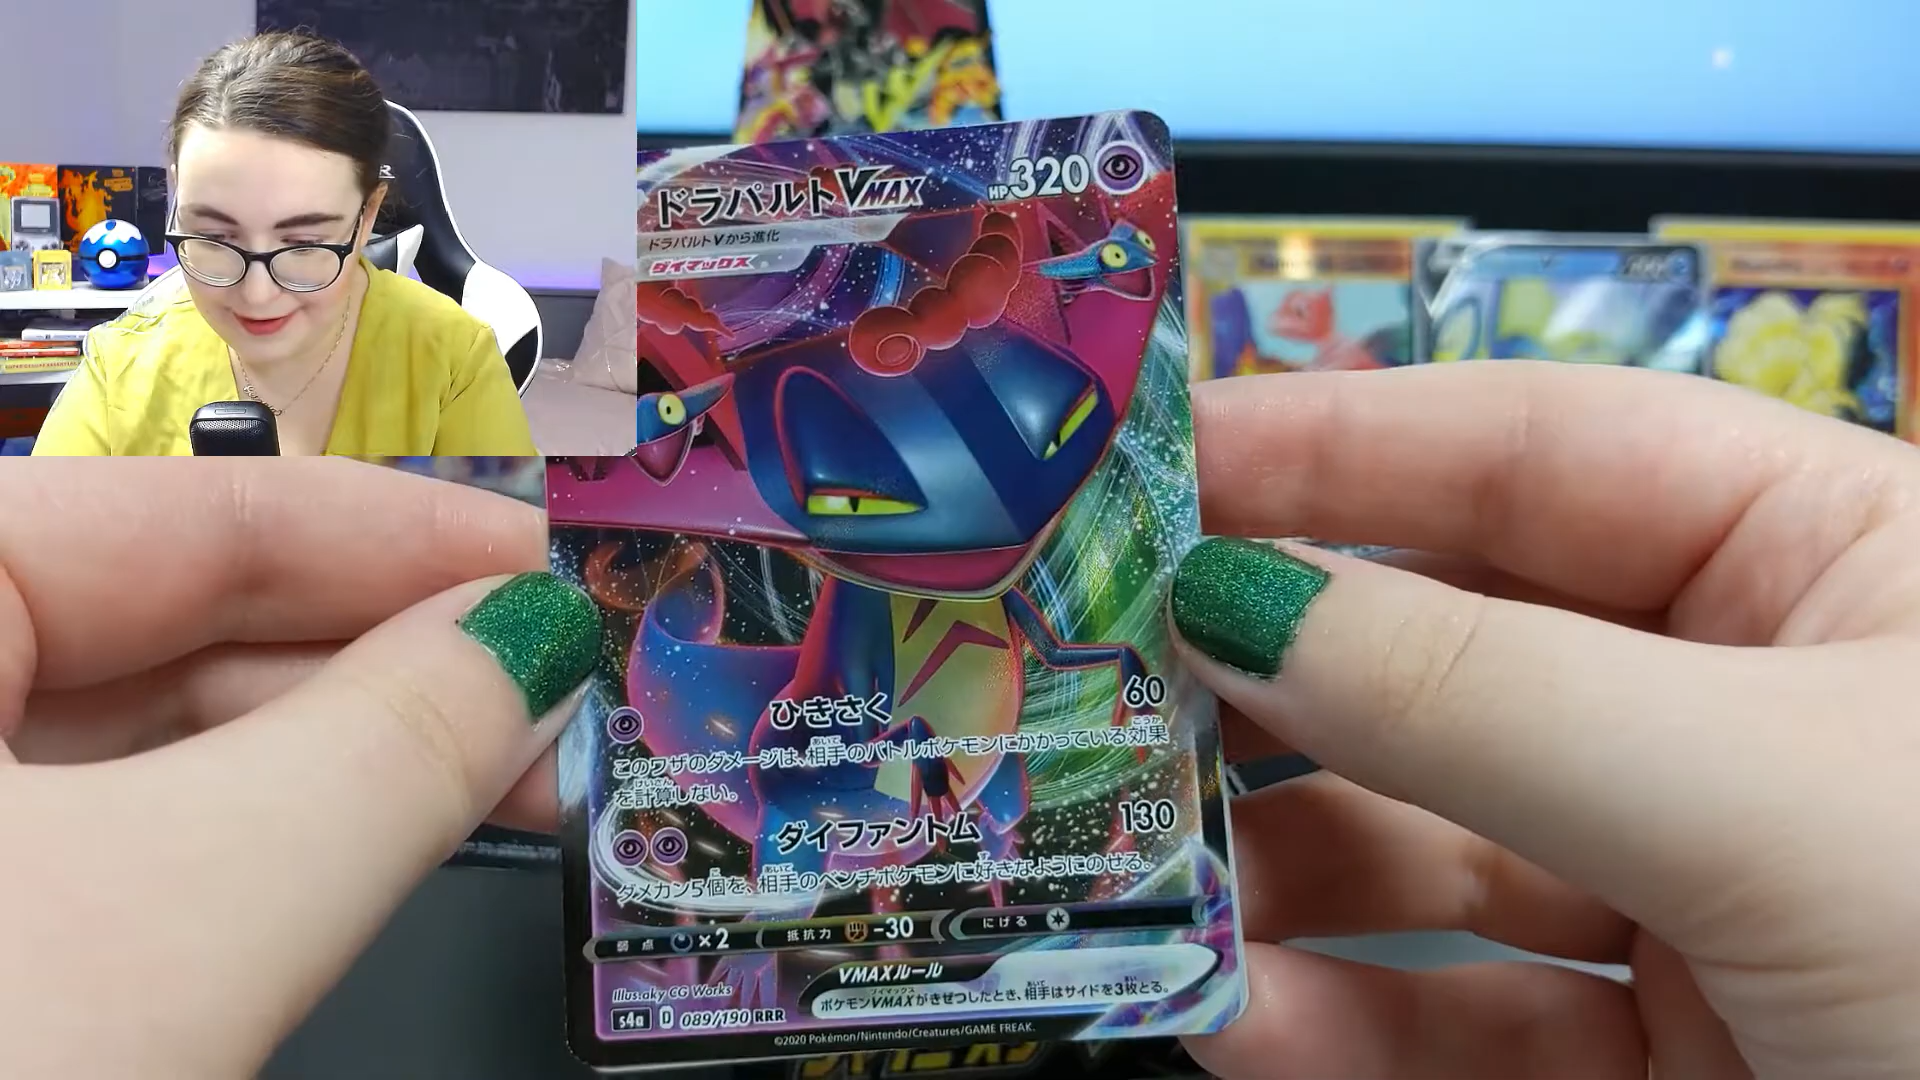 ドラパルトVMAX HP320
ドラパルトVから進化
ダイマックス
ひきさく 60
このワザのダメージは、相手のバトルポケモンにかかっている効果
を計算しない。
ダイファントム 130
ダメカン5個を、相手のベンチポケモンに好きなようにのせる。
弱点 ×2 抵抗力 -30 にげる
VMAXルール
ポケモンVMAXがきぜつしたとき、相手はサイドを3枚とる。
Illus.aky CG Works
s4a D 089/190 RRR
©2020 Pokémon/Nintendo/Creatures/GAME FREAK.